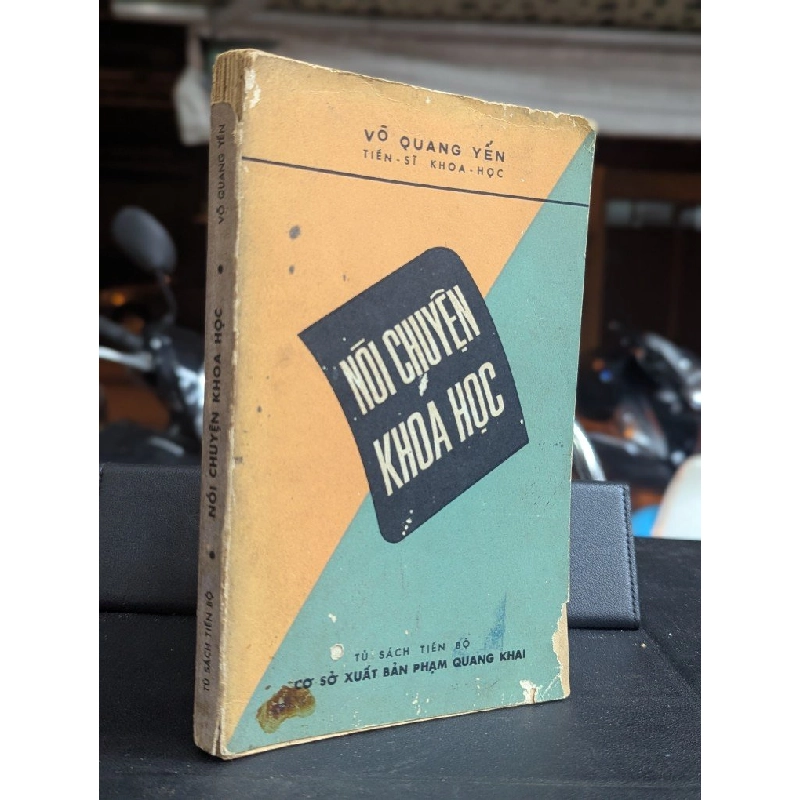 VÕ QUANG YẾN
TIẾN-SĨ KHOA-HỌC
NÓI CHUYỆN
KHOA HỌC
TỦ SÁCH TIẾN BỘ
CƠ SỞ XUẤT BẢN PHẠM QUANG KHAI
TỦ SÁCH TIẾN BỘ • NÓI CHUYỆN KHOA HỌC • VÕ QUANG YẾN